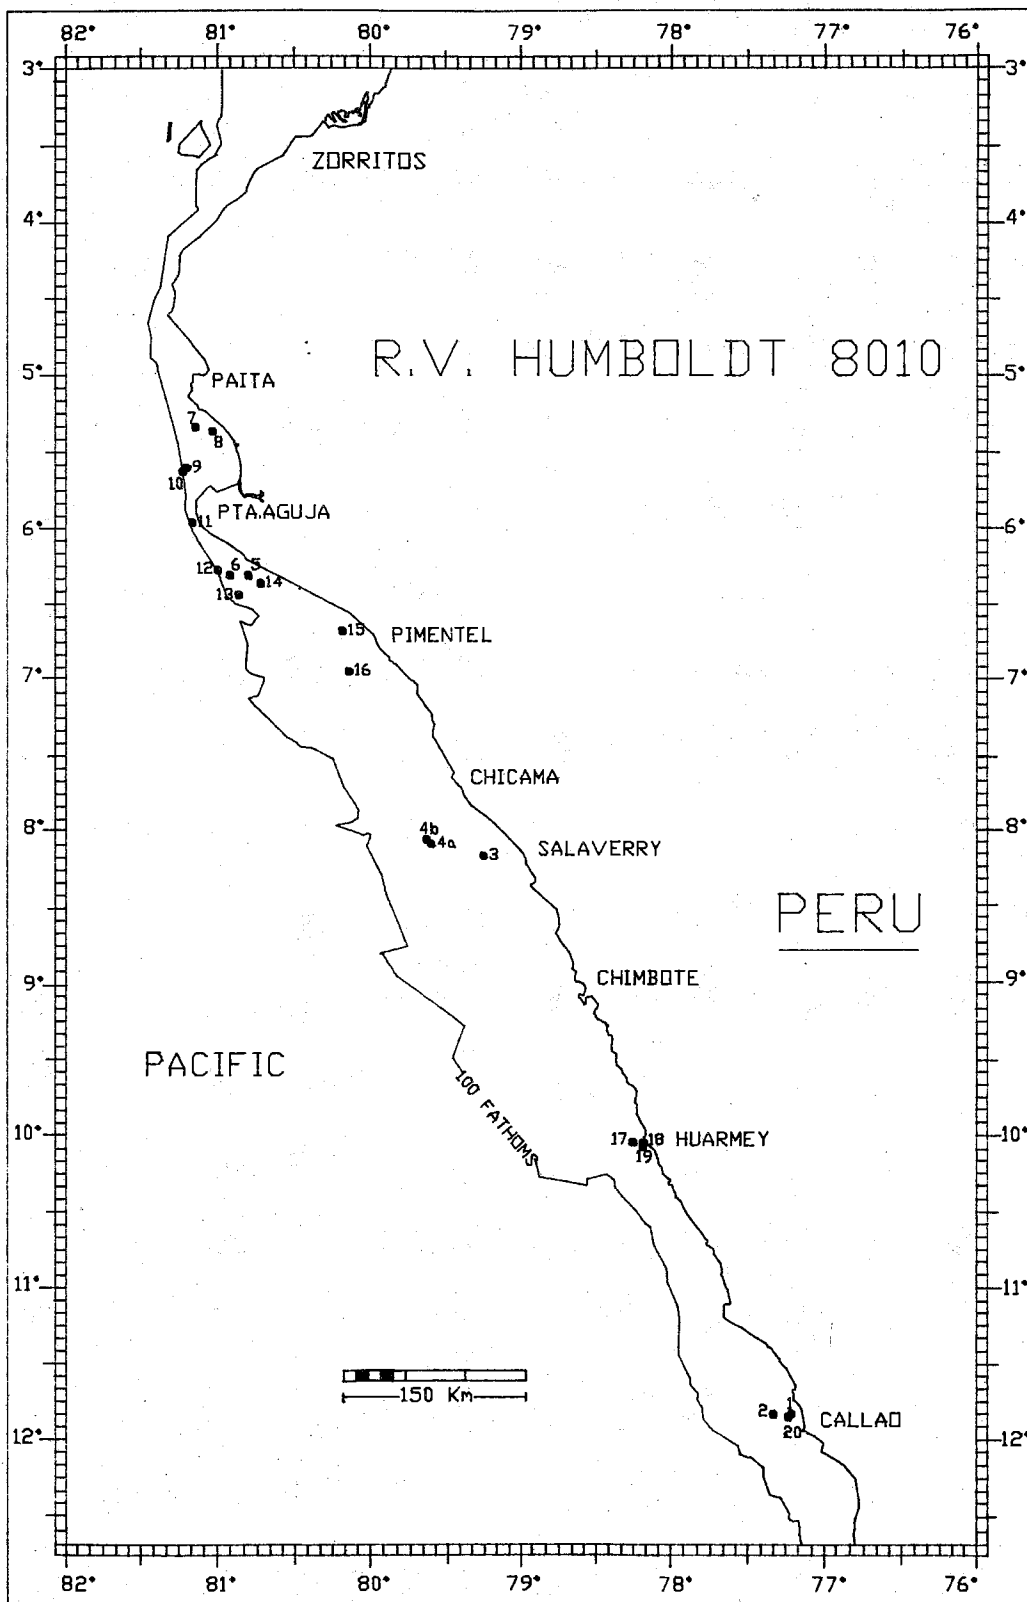 82° 81° 80° 79° 78° 77° 76°
3° 3°
ZORRITOS
4° 4°
R.V. HUMBOLDT 8010
5° 5°
PAITA
7
8
9
10
PTA.AGUJA
11
6° 6°
12 6 5
14
13
15 PIMENTEL
16
7° 7°
CHICAMA
4b
8° 8°
4a
3 SALAVERRY
PERU
9° CHIMBOTE 9°
PACIFIC
100 FATHOMS
10° 17 18 HUARMEY 10°
19
11° 11°
150 Km
2 1 CALLAO
20
12° 12°
82° 81° 80° 79° 78° 77° 76°